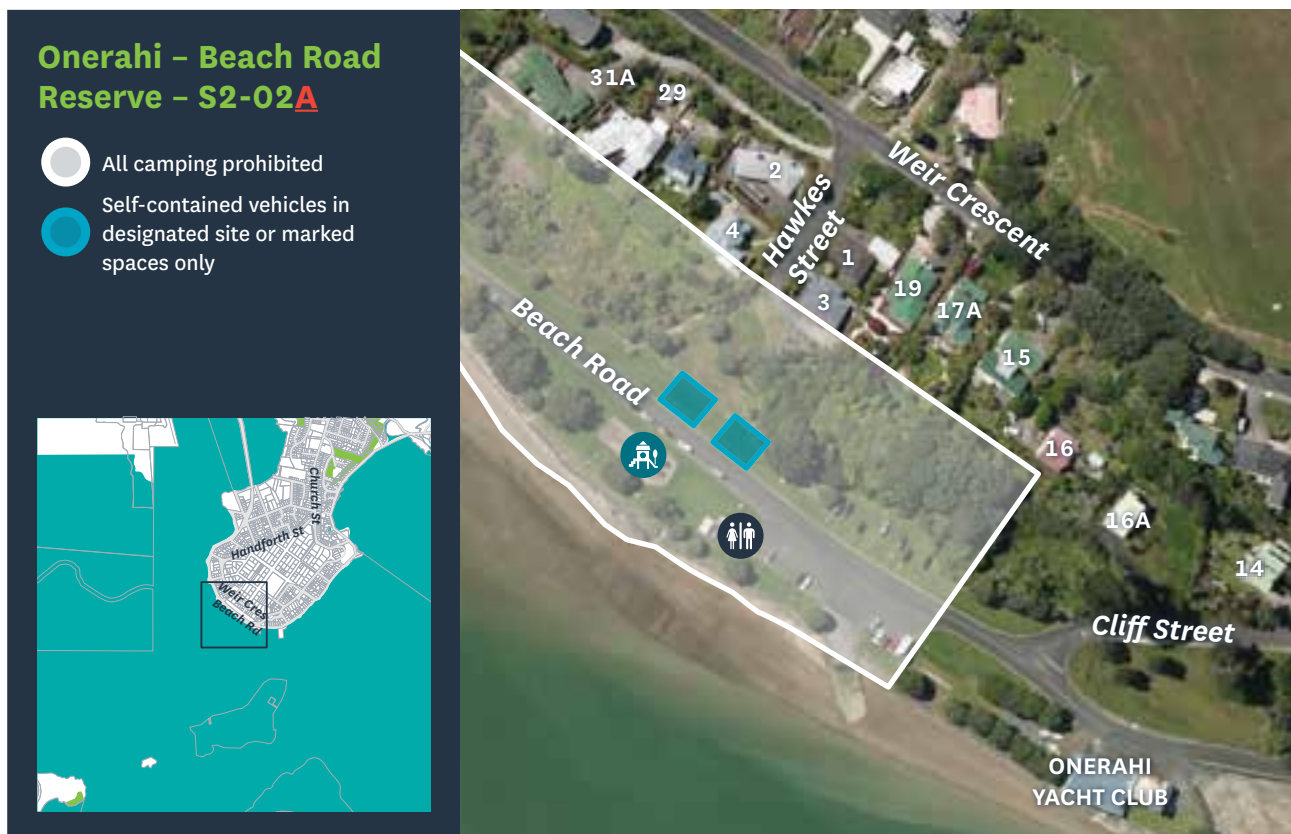 Onerahi – Beach Road
Reserve – S2-02A
All camping prohibited
Self-contained vehicles in
designated site or marked
spaces only
Church St
Handforth St
Weir Cres
Beach Rd
31A
29
2
Weir Crescent
4
Hawkes
Street
1
3
19
17A
15
Beach Road
16
16A
14
Cliff Street
ONERAHI
YACHT CLUB